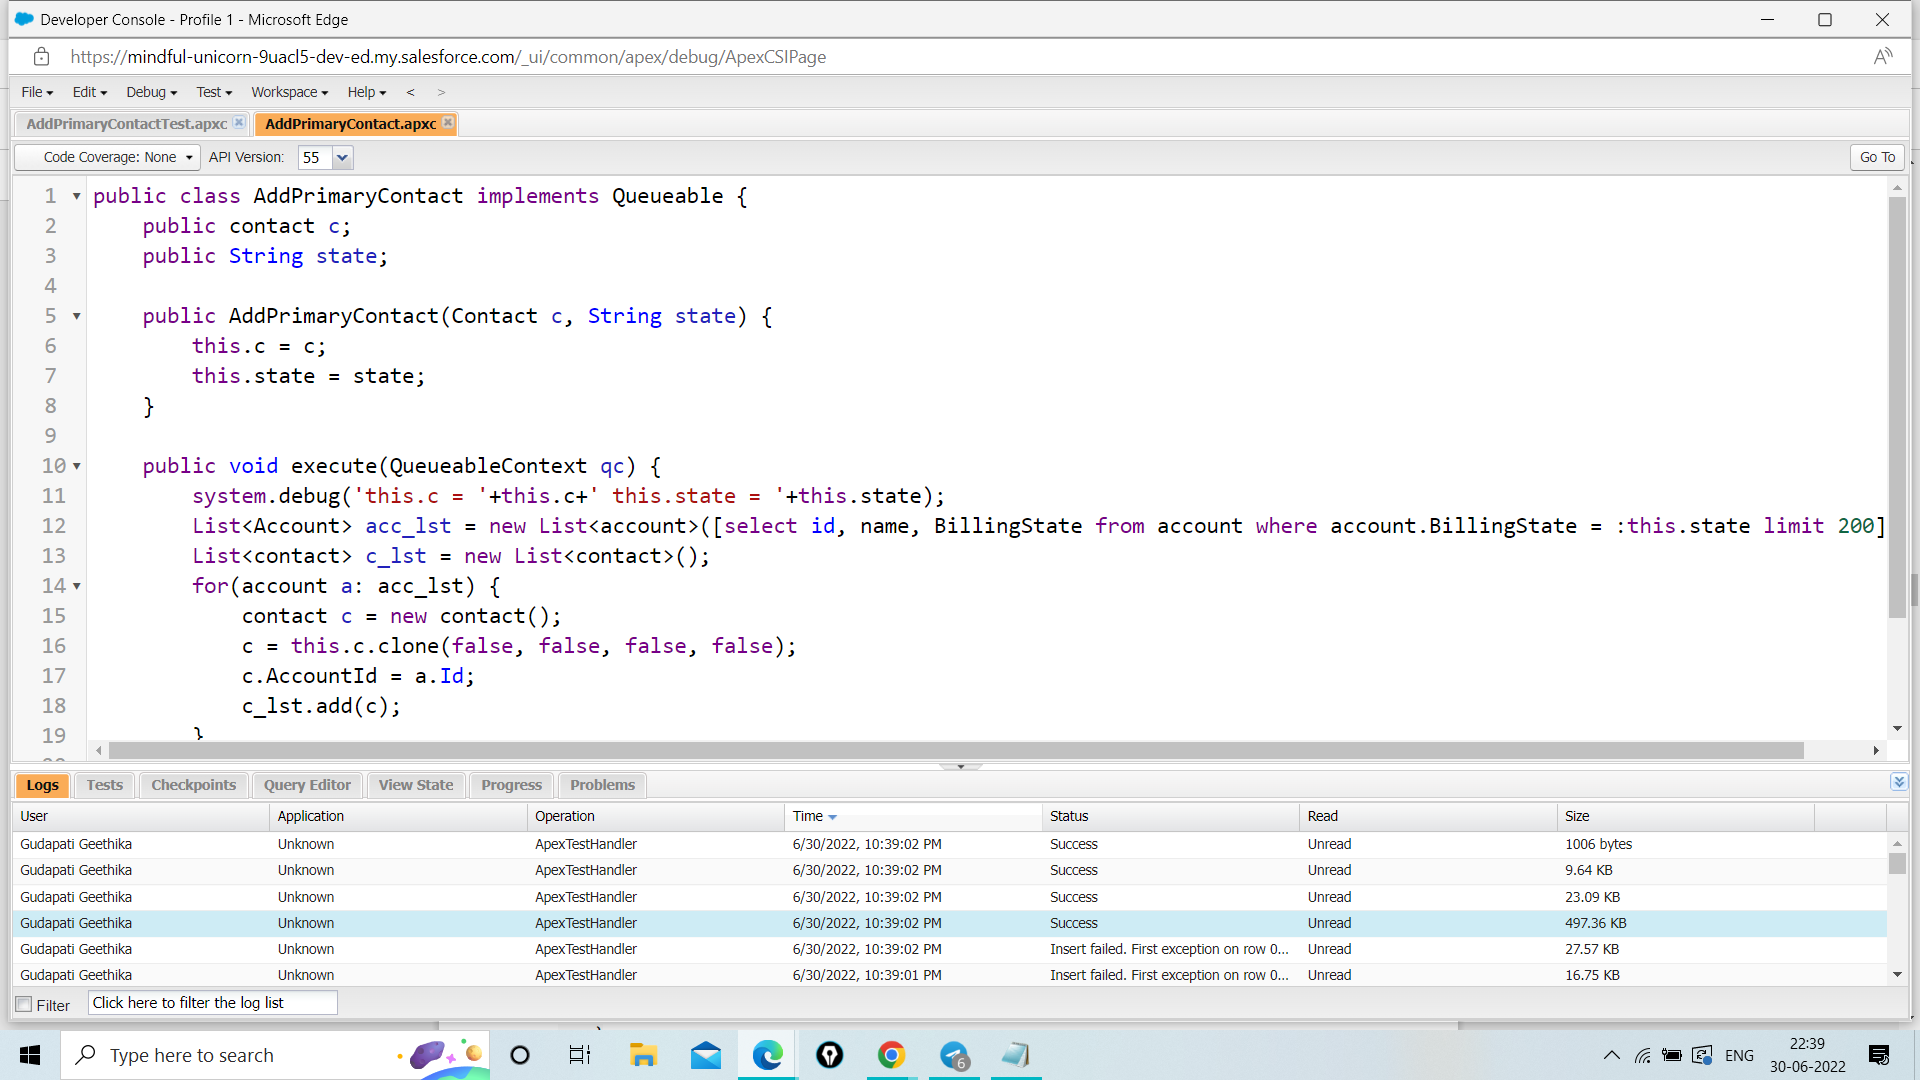 Developer Console - Profile 1 - Microsoft Edge
https://mindful-unicorn-9uacl5-dev-ed.my.salesforce.com/_ui/common/apex/debug/ApexCSIPage
File Edit Debug Test Workspace Help < >
AddPrimaryContactTest.apxc AddPrimaryContact.apxc
Code Coverage: None API Version: 55 Go To
1 public class AddPrimaryContact implements Queueable {
2 public contact c;
3 public String state;
4
5 public AddPrimaryContact(Contact c, String state) {
6 this.c = c;
7 this.state = state;
8 }
9
10 public void execute(QueueableContext qc) {
11 system.debug('this.c = '+this.c+' this.state = '+this.state);
12 List<Account> acc_lst = new List<account>([select id, name, BillingState from account where account.BillingState = :this.state limit 200]
13 List<contact> c_lst = new List<contact>();
14 for(account a: acc_lst) {
15 contact c = new contact();
16 c = this.c.clone(false, false, false, false);
17 c.AccountId = a.Id;
18 c_lst.add(c);
19 }
Logs Tests Checkpoints Query Editor View State Progress Problems
User Application Operation Time Status Read Size
Gudapati Geethika Unknown ApexTestHandler 6/30/2022, 10:39:02 PM Success Unread 1006 bytes
Gudapati Geethika Unknown ApexTestHandler 6/30/2022, 10:39:02 PM Success Unread 9.64 KB
Gudapati Geethika Unknown ApexTestHandler 6/30/2022, 10:39:02 PM Success Unread 23.09 KB
Gudapati Geethika Unknown ApexTestHandler 6/30/2022, 10:39:02 PM Success Unread 497.36 KB
Gudapati Geethika Unknown ApexTestHandler 6/30/2022, 10:39:02 PM Insert failed. First exception on row 0... Unread 27.57 KB
Gudapati Geethika Unknown ApexTestHandler 6/30/2022, 10:39:01 PM Insert failed. First exception on row 0... Unread 16.75 KB
Filter Click here to filter the log list
Type here to search 6 ENG 22:39
30-06-2022